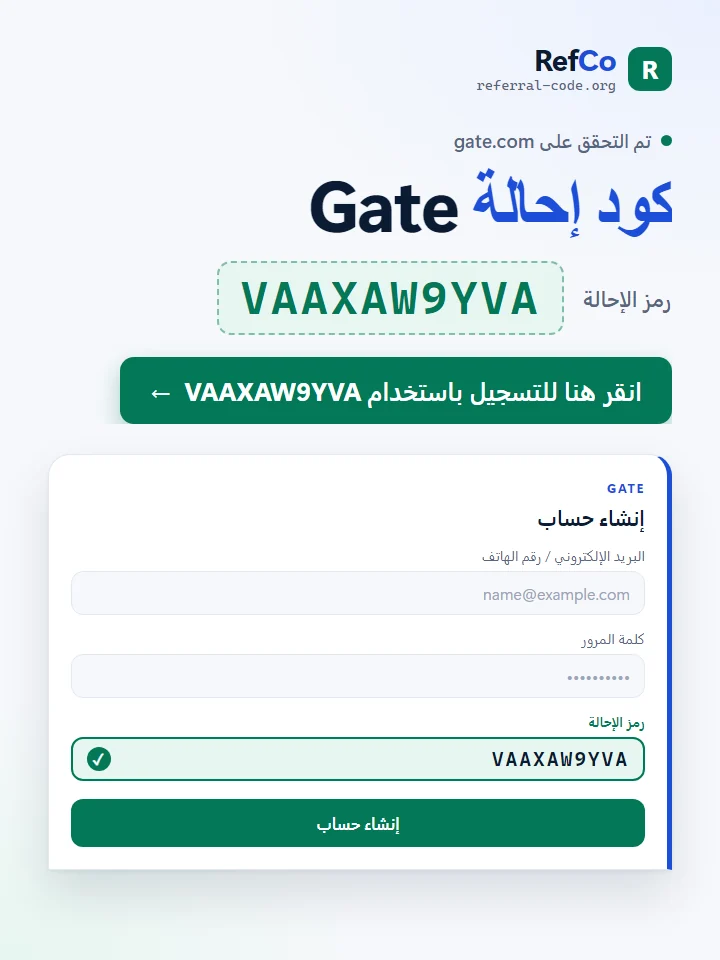 R
RefCo
referral-code.org
تم التحقق على gate.com
كود إحالة Gate
رمز الإحالة VAAXAW9YVA
انقر هنا للتسجيل باستخدام VAAXAW9YVA ←
GATE
إنشاء حساب
البريد الإلكتروني / رقم الهاتف
name@example.com
كلمة المرور
••••••••••
رمز الإحالة
VAAXAW9YVA
إنشاء حساب